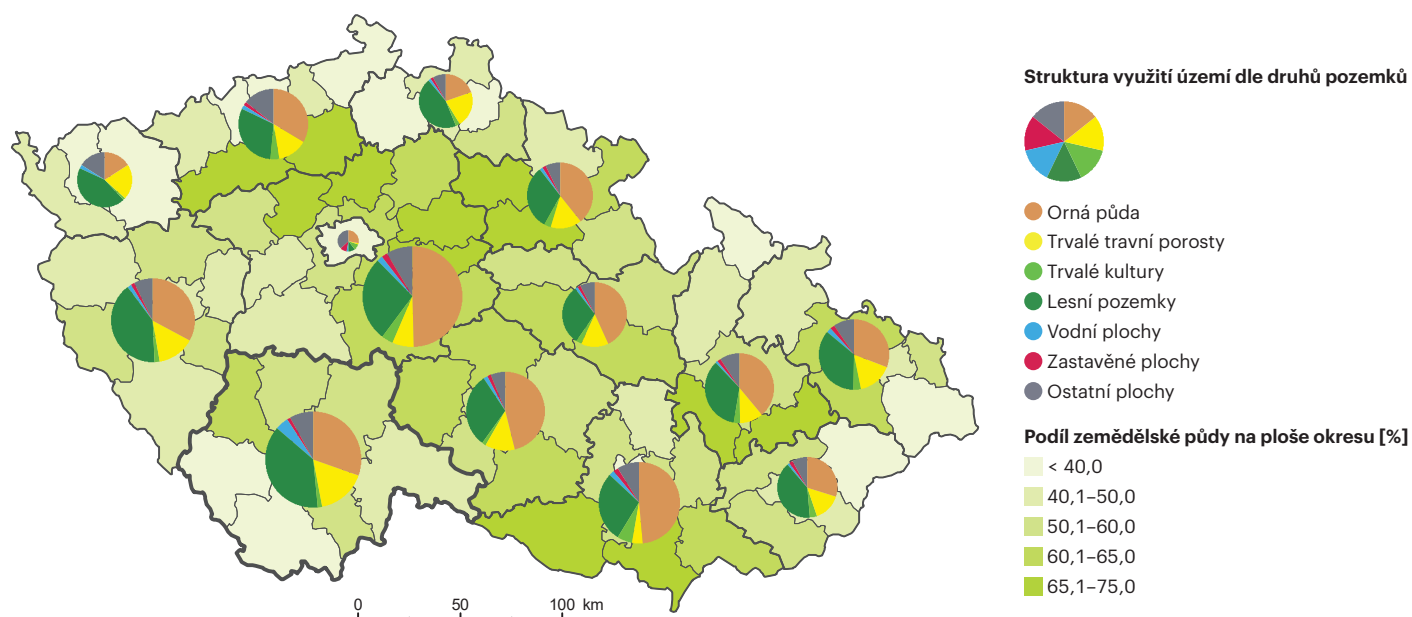 Struktura využití území dle druhů pozemků
Orná půda
Trvalé travní porosty
Trvalé kultury
Lesní pozemky
Vodní plochy
Zastavěné plochy
Ostatní plochy
Podíl zemědělské půdy na ploše okresu [%]
< 40,0
40,1–50,0
50,1–60,0
60,1–65,0
65,1–75,0
0 50 100 km